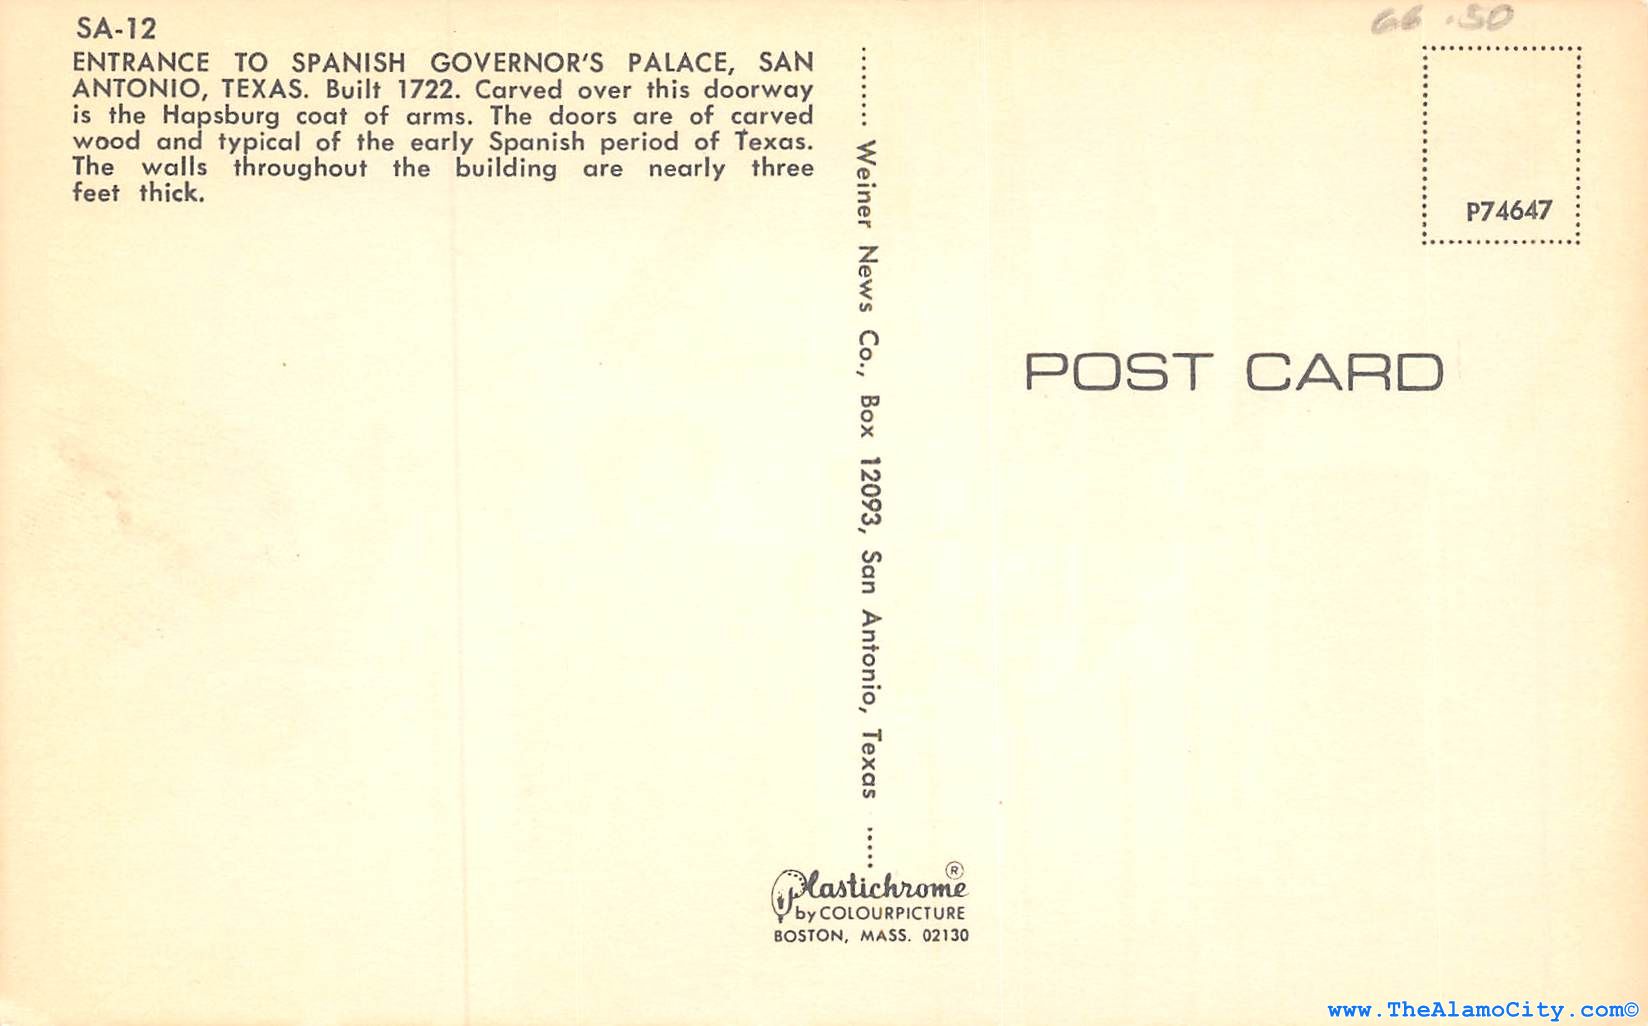 SA-12
ENTRANCE TO SPANISH GOVERNOR'S PALACE, SAN
ANTONIO, TEXAS. Built 1722. Carved over this doorway
is the Hapsburg coat of arms. The doors are of carved
wood and typical of the early Spanish period of Texas.
The walls throughout the building are nearly three
feet thick.
Weiner News Co., Box 12093, San Antonio, Texas
Plastichrome ®
by COLOURPICTURE
BOSTON, MASS. 02130
66 .50
P74647
POST CARD
www.TheAlamoCity.com©